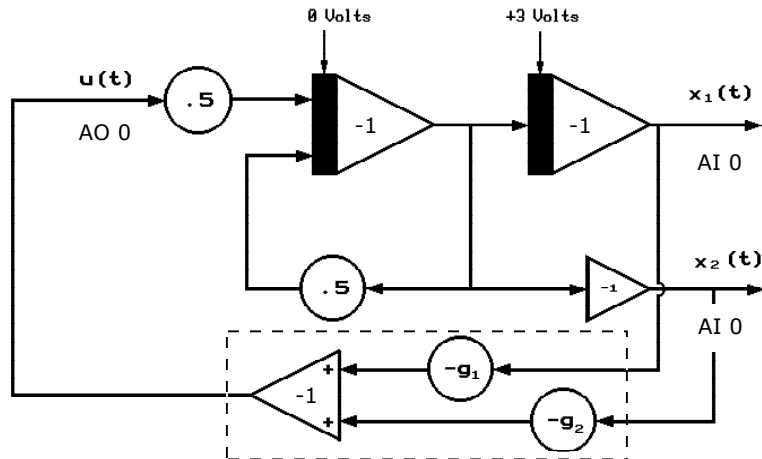 0 Volts
+3 Volts
u(t)
.5
-1
-1
x₁(t)
AO 0
AI 0
.5
-1
x₂(t)
AI 0
-1
+
-g₁
+
-g₂